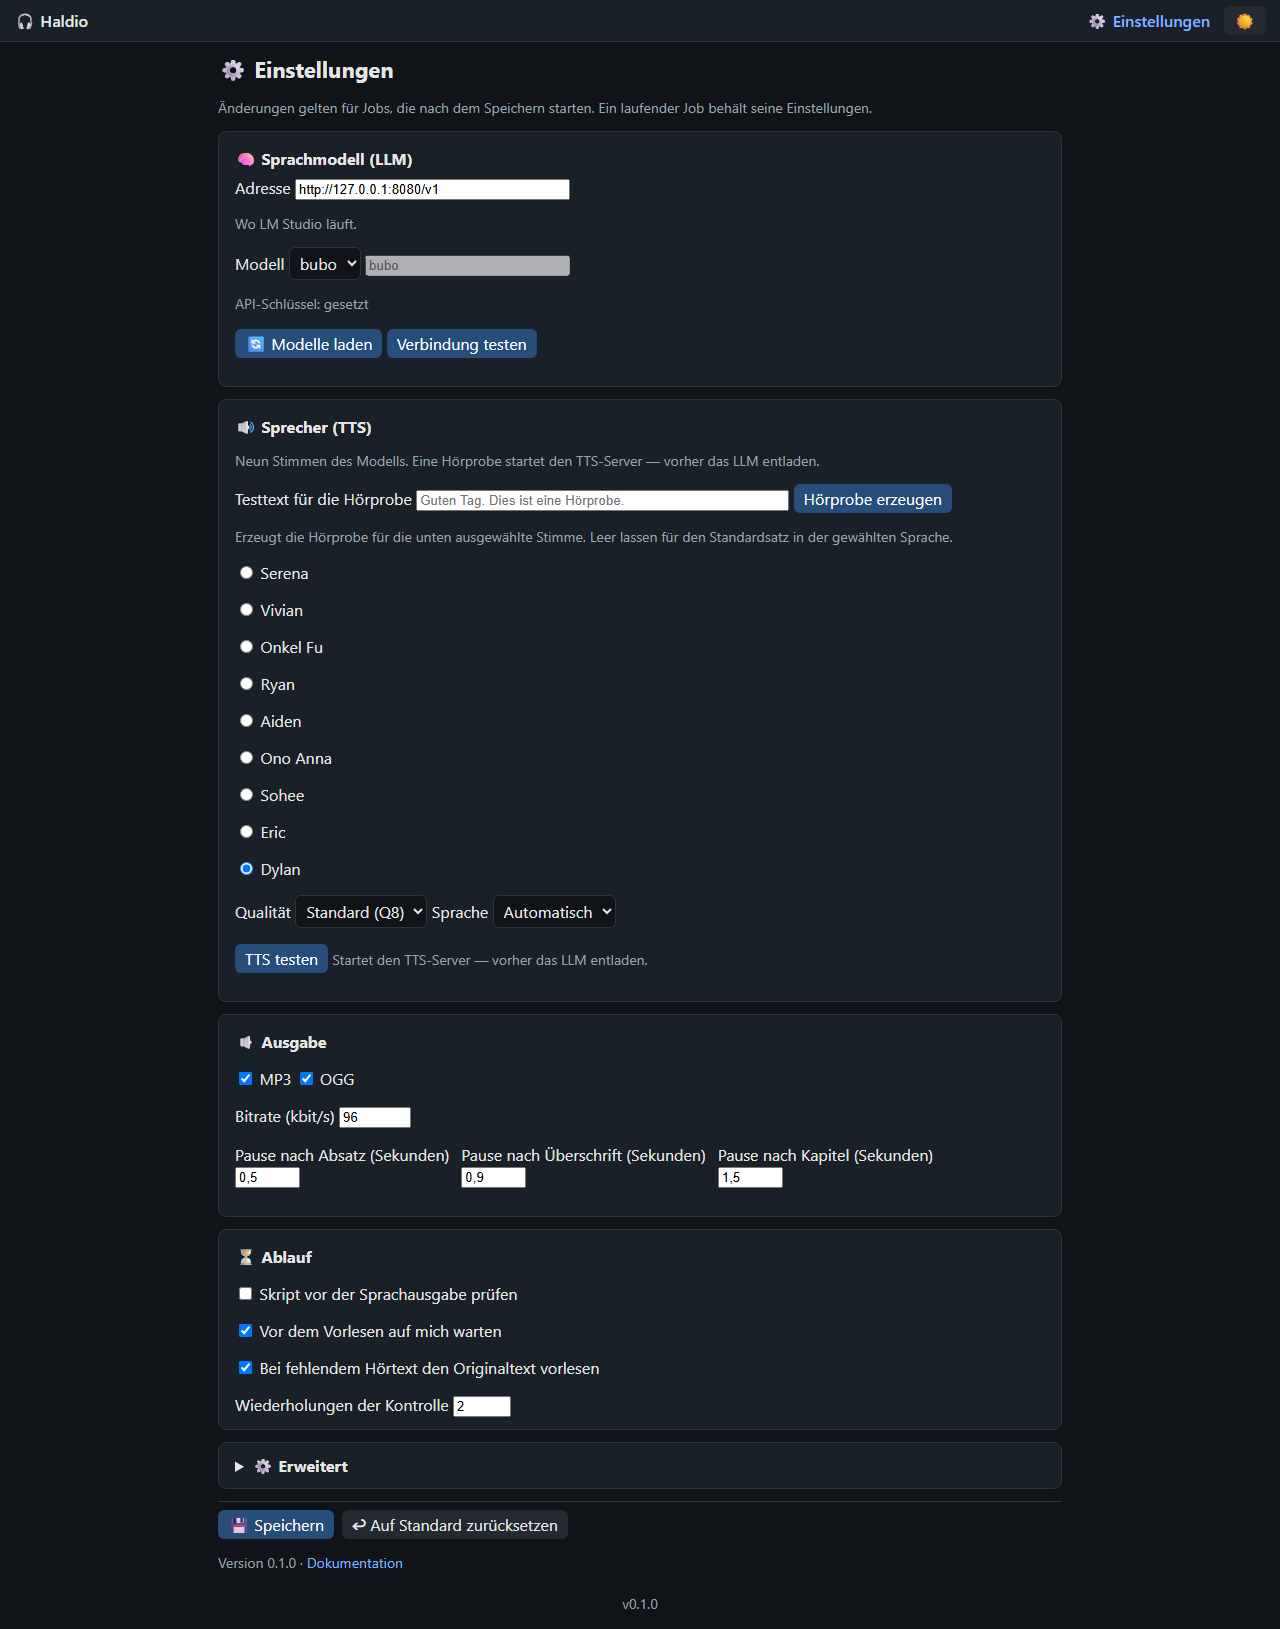 Haldio
Einstellungen
Einstellungen
Änderungen gelten für Jobs, die nach dem Speichern starten. Ein laufender Job behält seine Einstellungen.
Sprachmodell (LLM)
Adresse http://127.0.0.1:8080/v1
Wo LM Studio läuft.
Modell bubo bubo
API-Schlüssel: gesetzt
Modelle laden Verbindung testen
Sprecher (TTS)
Neun Stimmen des Modells. Eine Hörprobe startet den TTS-Server — vorher das LLM entladen.
Testtext für die Hörprobe Guten Tag. Dies ist eine Hörprobe. Hörprobe erzeugen
Erzeugt die Hörprobe für die unten ausgewählte Stimme. Leer lassen für den Standardsatz in der gewählten Sprache.
Serena
Vivian
Onkel Fu
Ryan
Aiden
Ono Anna
Sohee
Eric
Dylan
Qualität Standard (Q8) Sprache Automatisch
TTS testen Startet den TTS-Server — vorher das LLM entladen.
Ausgabe
MP3 OGG
Bitrate (kbit/s) 96
Pause nach Absatz (Sekunden) Pause nach Überschrift (Sekunden) Pause nach Kapitel (Sekunden)
0,5 0,9 1,5
Ablauf
Skript vor der Sprachausgabe prüfen
Vor dem Vorlesen auf mich warten
Bei fehlendem Hörtext den Originaltext vorlesen
Wiederholungen der Kontrolle 2
Erweitert
Speichern Auf Standard zurücksetzen
Version 0.1.0 · Dokumentation
v0.1.0